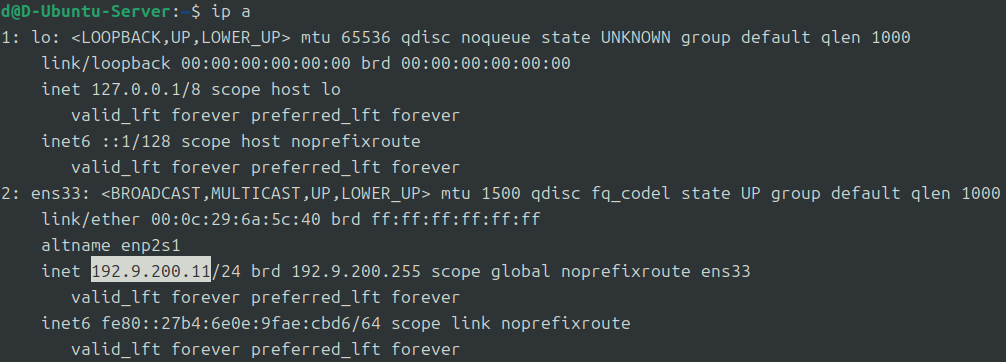 d@D-Ubuntu-Server:~$ ip a
1: lo: <LOOPBACK,UP,LOWER_UP> mtu 65536 qdisc noqueue state UNKNOWN group default qlen 1000
link/loopback 00:00:00:00:00:00 brd 00:00:00:00:00:00
inet 127.0.0.1/8 scope host lo
valid_lft forever preferred_lft forever
inet6 ::1/128 scope host noprefixroute
valid_lft forever preferred_lft forever
2: ens33: <BROADCAST,MULTICAST,UP,LOWER_UP> mtu 1500 qdisc fq_codel state UP group default qlen 1000
link/ether 00:0c:29:6a:5c:40 brd ff:ff:ff:ff:ff:ff
altname enp2s1
inet 192.9.200.11/24 brd 192.9.200.255 scope global noprefixroute ens33
valid_lft forever preferred_lft forever
inet6 fe80::27b4:6e0e:9fae:cbd6/64 scope link noprefixroute
valid_lft forever preferred_lft forever